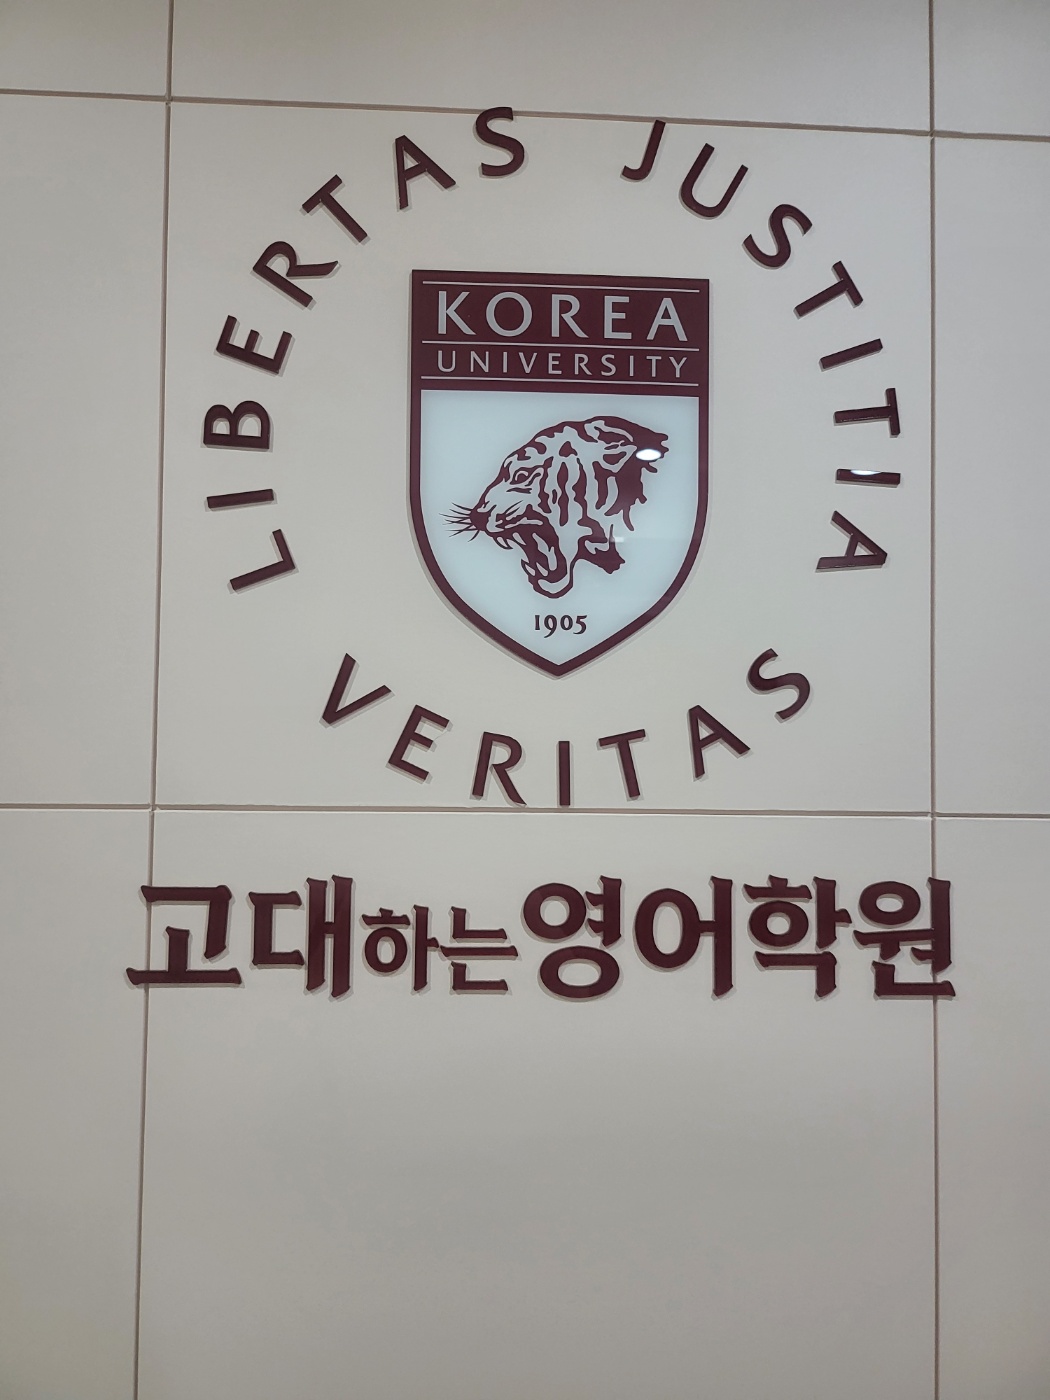 LIBERTAS JUSTITIA VERITAS
KOREA
UNIVERSITY
1905
고대하는영어학원